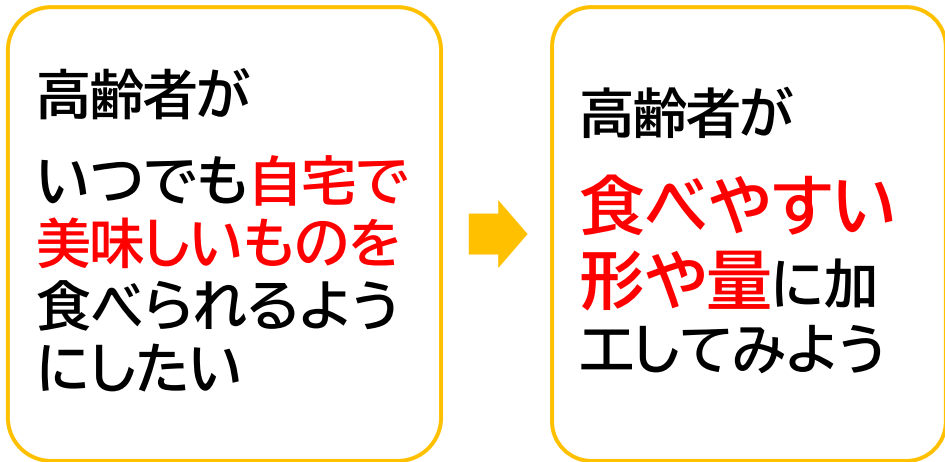 高齢者が
いつでも自宅で
美味しいものを
食べられるよう
にしたい
高齢者が
食べやすい
形や量に加
工してみよう